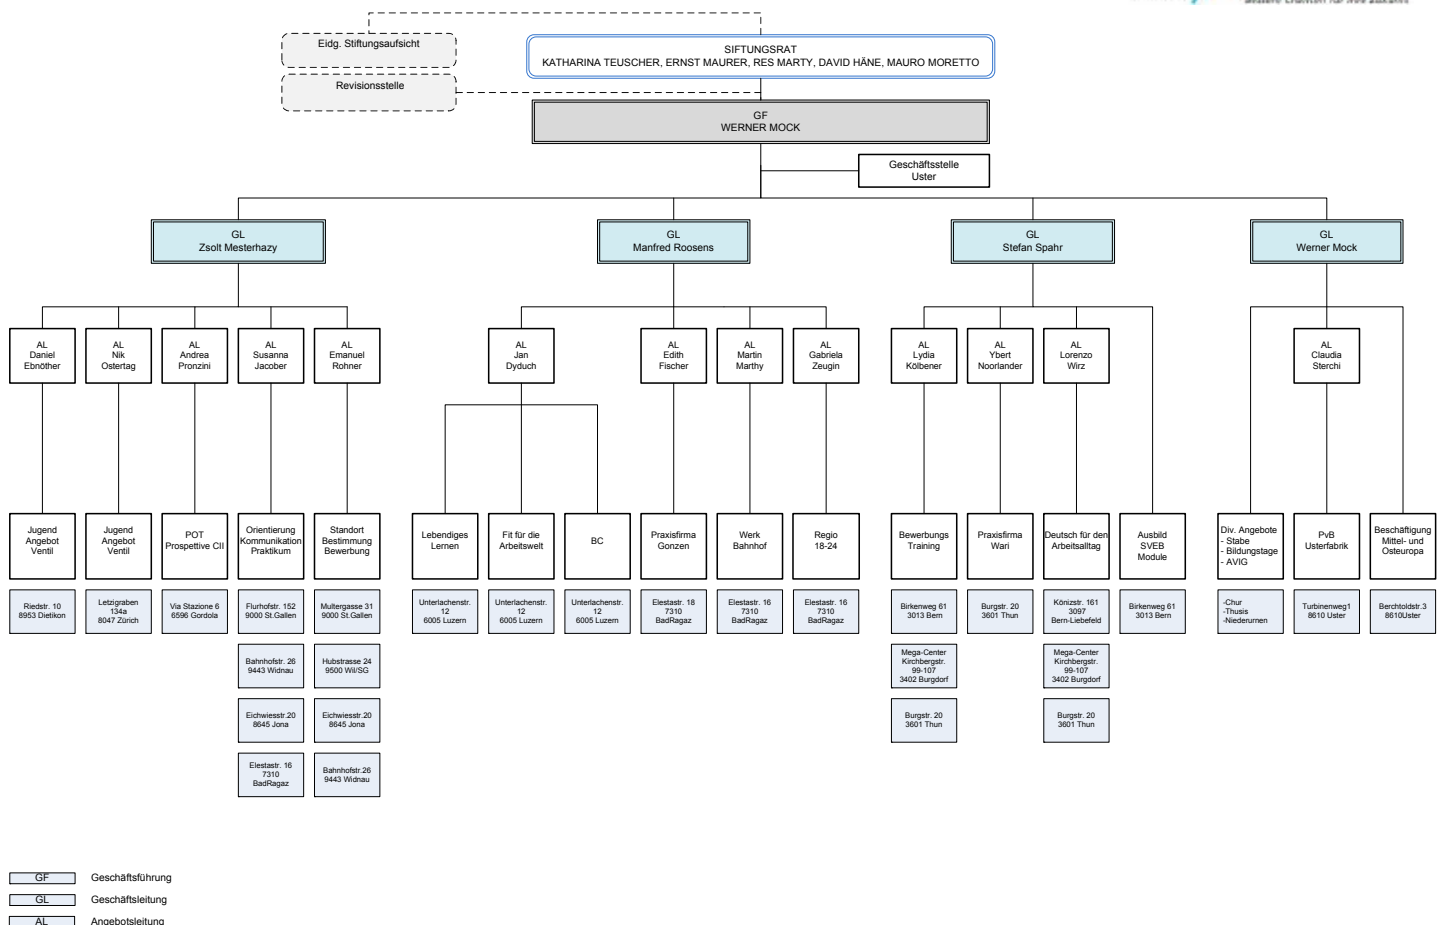 Eidg. Stiftungsaufsicht
SIFTUNGSRAT
KATHARINA TEUSCHER, ERNST MAURER, RES MARTY, DAVID HÄNE, MAURO MORETTO
Revisionsstelle
GF
WERNER MOCK
Geschäftsstelle
Uster
GL
Zsolt Mesterhazy
GL
Manfred Roosens
GL
Stefan Spahr
GL
Werner Mock
AL
Daniel
Ebnöther
AL
Nik
Ostertag
AL
Andrea
Pronzini
AL
Susanna
Jacober
AL
Emanuel
Rohner
AL
Jan
Dyduch
AL
Edith
Fischer
AL
Martin
Marthy
AL
Gabriela
Zeugin
AL
Lydia
Kölbener
AL
Ybert
Noorlander
AL
Lorenzo
Wirz
AL
Claudia
Sterchi
Jugend
Angebot
Ventil
Jugend
Angebot
Ventil
POT
Prospettive CII
Orientierung
Kommunikation
Praktikum
Standort
Bestimmung
Bewerbung
Lebendiges
Lernen
Fit für die
Arbeitswelt
BC
Praxisfirma
Gonzen
Werk
Bahnhof
Regio
18-24
Bewerbungs
Training
Praxisfirma
Wari
Deutsch für den
Arbeitsalltag
Ausbild
SVEB
Module
Div. Angebote
- Stabe
- Bildungstage
- AVIG
PvB
Usterfabrik
Beschäftigung
Mittel- und
Osteuropa
Riedstr. 10
8953 Dietikon
Letzigraben
134a
8047 Zürich
Via Stazione 6
6596 Gordola
Flurhofstr. 152
9000 St.Gallen
Multergasse 31
9000 St.Gallen
Unterlachenstr.
12
6005 Luzern
Unterlachenstr.
12
6005 Luzern
Unterlachenstr.
12
6005 Luzern
Elestastr. 18
7310
BadRagaz
Elestastr. 16
7310
BadRagaz
Elestastr. 16
7310
BadRagaz
Birkenweg 61
3013 Bern
Burgstr. 20
3601 Thun
Könizstr. 161
3097
Bern-Liebefeld
Birkenweg 61
3013 Bern
-Chur
-Thusis
-Niederurnen
Turbinenweg1
8610 Uster
Berchtoldstr.3
8610Uster
Bahnhofstr. 26
9443 Widnau
Hubstrasse 24
9500 Wil/SG
Mega-Center
Kirchbergstr.
99-107
3402 Burgdorf
Mega-Center
Kirchbergstr.
99-107
3402 Burgdorf
Eichwiesstr.20
8645 Jona
Eichwiesstr.20
8645 Jona
Burgstr. 20
3601 Thun
Burgstr. 20
3601 Thun
Elestastr. 16
7310
BadRagaz
Bahnhofstr.26
9443 Widnau
GF Geschäftsführung
GL Geschäftsleitung
AL Angebotsleitung